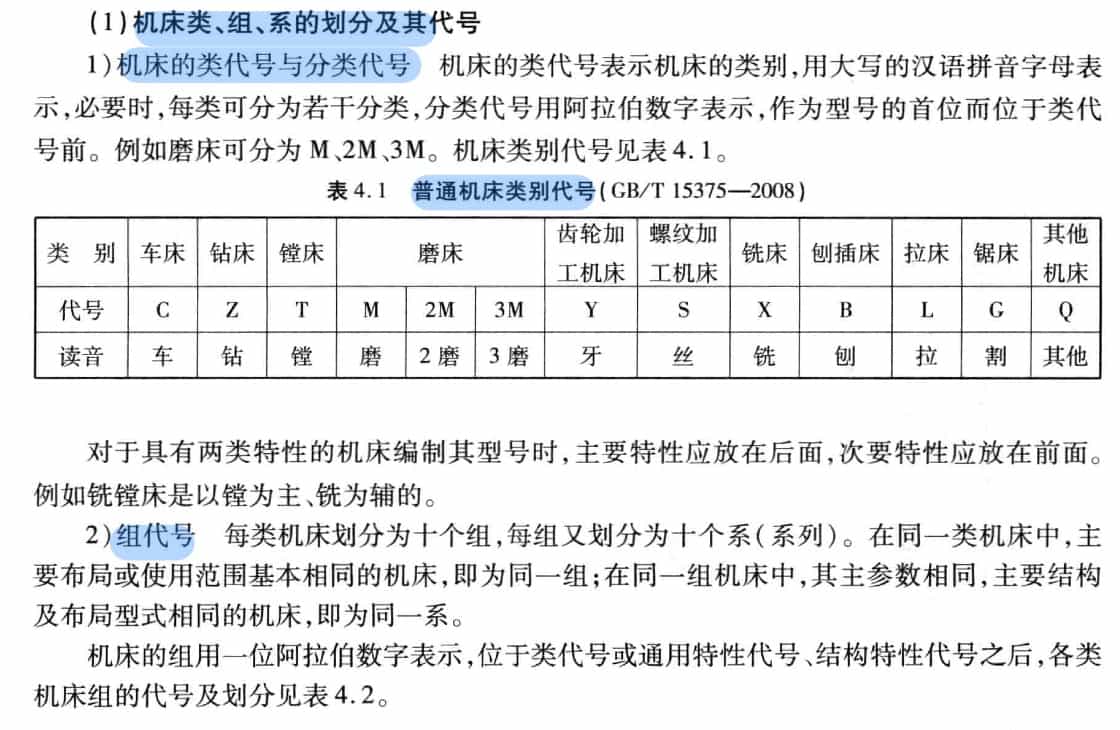 (1)机床类、组、系的划分及其代号
1)机床的类代号与分类代号 机床的类代号表示机床的类别,用大写的汉语拼音字母表
示,必要时,每类可分为若干分类,分类代号用阿拉伯数字表示,作为型号的首位而位于类代
号前。例如磨床可分为 M、2M、3M。机床类别代号见表4.1。
表4.1 普通机床类别代号(GB/T 15375—2008)
类 别 车床 钻床 镗床 磨床 齿轮加工机床 螺纹加工机床 铣床 刨插床 拉床 锯床 其他机床
代号 C Z T M 2M 3M Y S X B L G Q
读音 车 钻 镗 磨 2磨 3磨 牙 丝 铣 刨 拉 割 其他
对于具有两类特性的机床编制其型号时,主要特性应放在后面,次要特性应放在前面。
例如铣镗床是以镗为主、铣为辅的。
2)组代号 每类机床划分为十个组,每组又划分为十个系(系列)。在同一类机床中,主
要布局或使用范围基本相同的机床,即为同一组;在同一组机床中,其主参数相同,主要结构
及布局型式相同的机床,即为同一系。
机床的组用一位阿拉伯数字表示,位于类代号或通用特性代号、结构特性代号之后,各类
机床组的代号及划分见表4.2。